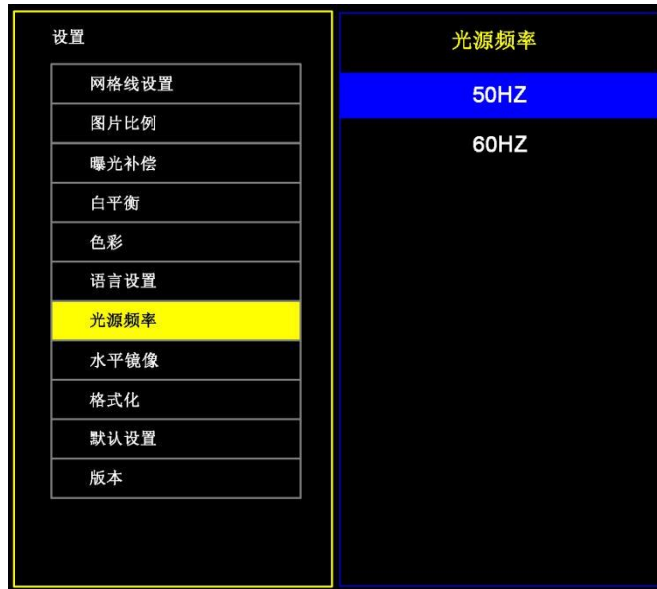 设置
网格线设置
图片比例
曝光补偿
白平衡
色彩
语言设置
光源频率
水平镜像
格式化
默认设置
版本
光源频率
50HZ
60HZ